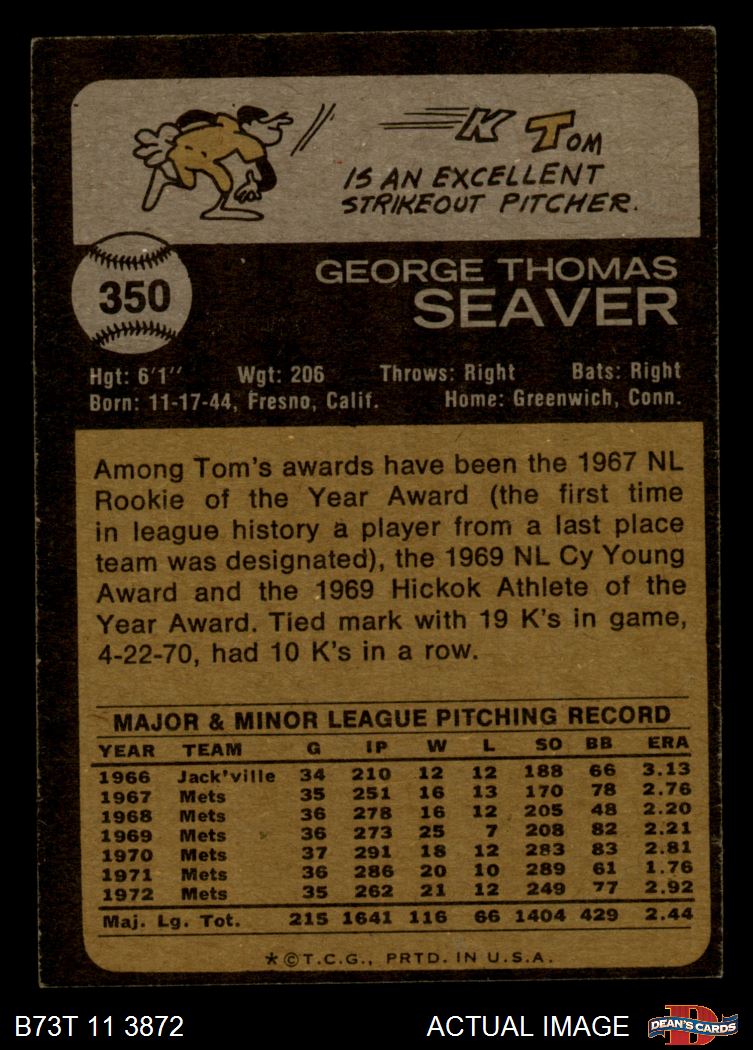 K TOM
IS AN EXCELLENT
STRIKEOUT PITCHER.
350
GEORGE THOMAS
SEAVER
Hgt: 6'1" Wgt: 206 Throws: Right Bats: Right
Born: 11-17-44, Fresno, Calif. Home: Greenwich, Conn.
Among Tom's awards have been the 1967 NL
Rookie of the Year Award (the first time
in league history a player from a last place
team was designated), the 1969 NL Cy Young
Award and the 1969 Hickok Athlete of the
Year Award. Tied mark with 19 K's in game,
4-22-70, had 10 K's in a row.
MAJOR & MINOR LEAGUE PITCHING RECORD
YEAR TEAM G IP W L SO BB ERA
1966 Jack'ville 34 210 12 12 188 66 3.13
1967 Mets 35 251 16 13 170 78 2.76
1968 Mets 36 278 16 12 205 48 2.20
1969 Mets 36 273 25 7 208 82 2.21
1970 Mets 37 291 18 12 283 83 2.81
1971 Mets 36 286 20 10 289 61 1.76
1972 Mets 35 262 21 12 249 77 2.92
Maj. Lg. Tot. 215 1641 116 66 1404 429 2.44
*©T.C.G., PRTD. IN U.S.A.
B73T 11 3872 ACTUAL IMAGE D DEAN'S CARDS